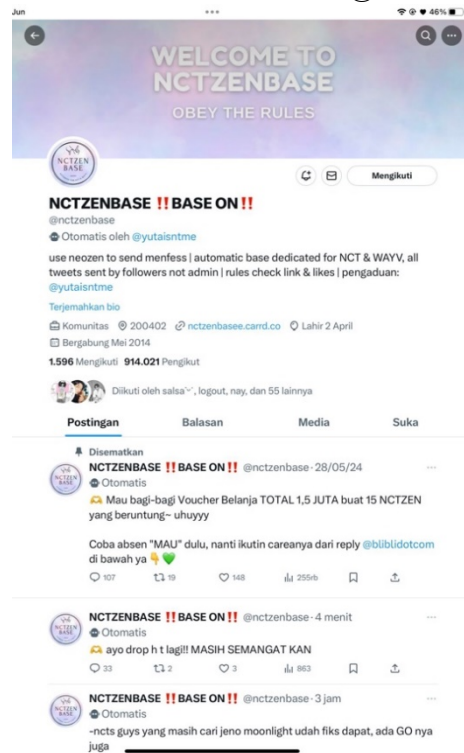 Jun
46%
WELCOME TO
NCTZENBASE
OBEY THE RULES
NCTZEN
BASE
Mengikuti
NCTZENBASE ‼️BASE ON‼️
@nctzenbase
Otomatis oleh @yutaisntme
use neozen to send menfess | automatic base dedicated for NCT & WAYV, all
tweets sent by followers not admin | rules check link & likes | pengaduan:
@yutaisntme
Terjemahkan bio
Komunitas 200402 nctzenbasee.carrd.co Lahir 2 April
Bergabung Mei 2014
1.596 Mengikuti 914.021 Pengikut
Diikuti oleh salsa, logout, nay, dan 55 lainnya
Postingan Balasan Media Suka
Disematkan
NCTZENBASE ‼️BASE ON‼️ @nctzenbase · 28/05/24
Otomatis
🫶 Mau bagi-bagi Voucher Belanja TOTAL 1,5 JUTA buat 15 NCTZEN
yang beruntung~ uhuyyy
Coba absen "MAU" dulu, nanti ikutin careanya dari reply @bliblidotcom
di bawah ya 👇💚
107 19 148 255rb
NCTZENBASE ‼️BASE ON‼️ @nctzenbase · 4 menit
Otomatis
🫶 ayo drop h t lagi!! MASIH SEMANGAT KAN
33 2 3 863
NCTZENBASE ‼️BASE ON‼️ @nctzenbase · 3 jam
Otomatis
-ncts guys yang masih cari jeno moonlight udah fiks dapat, ada GO nya
juga